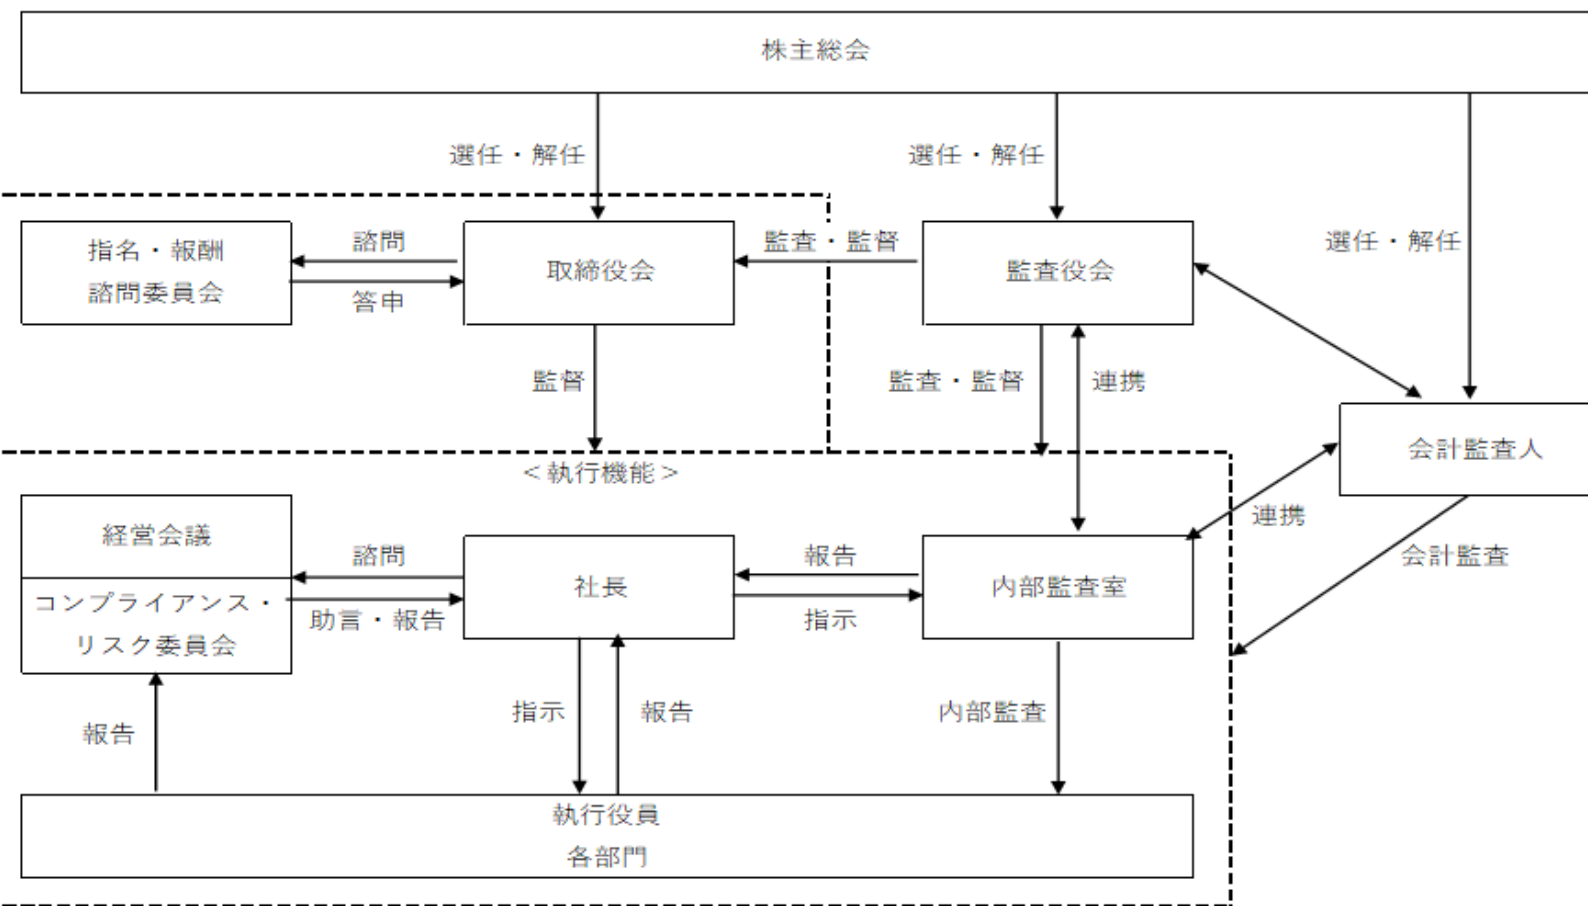 株主総会
選任・解任
選任・解任
選任・解任
指名・報酬
諮問委員会
諮問
答申
取締役会
監査・監督
監査役会
監督
監査・監督
連携
会計監査人
＜執行機能＞
連携
会計監査
経営会議
コンプライアンス・
リスク委員会
諮問
助言・報告
社長
報告
指示
内部監査室
報告
指示
報告
内部監査
執行役員
各部門